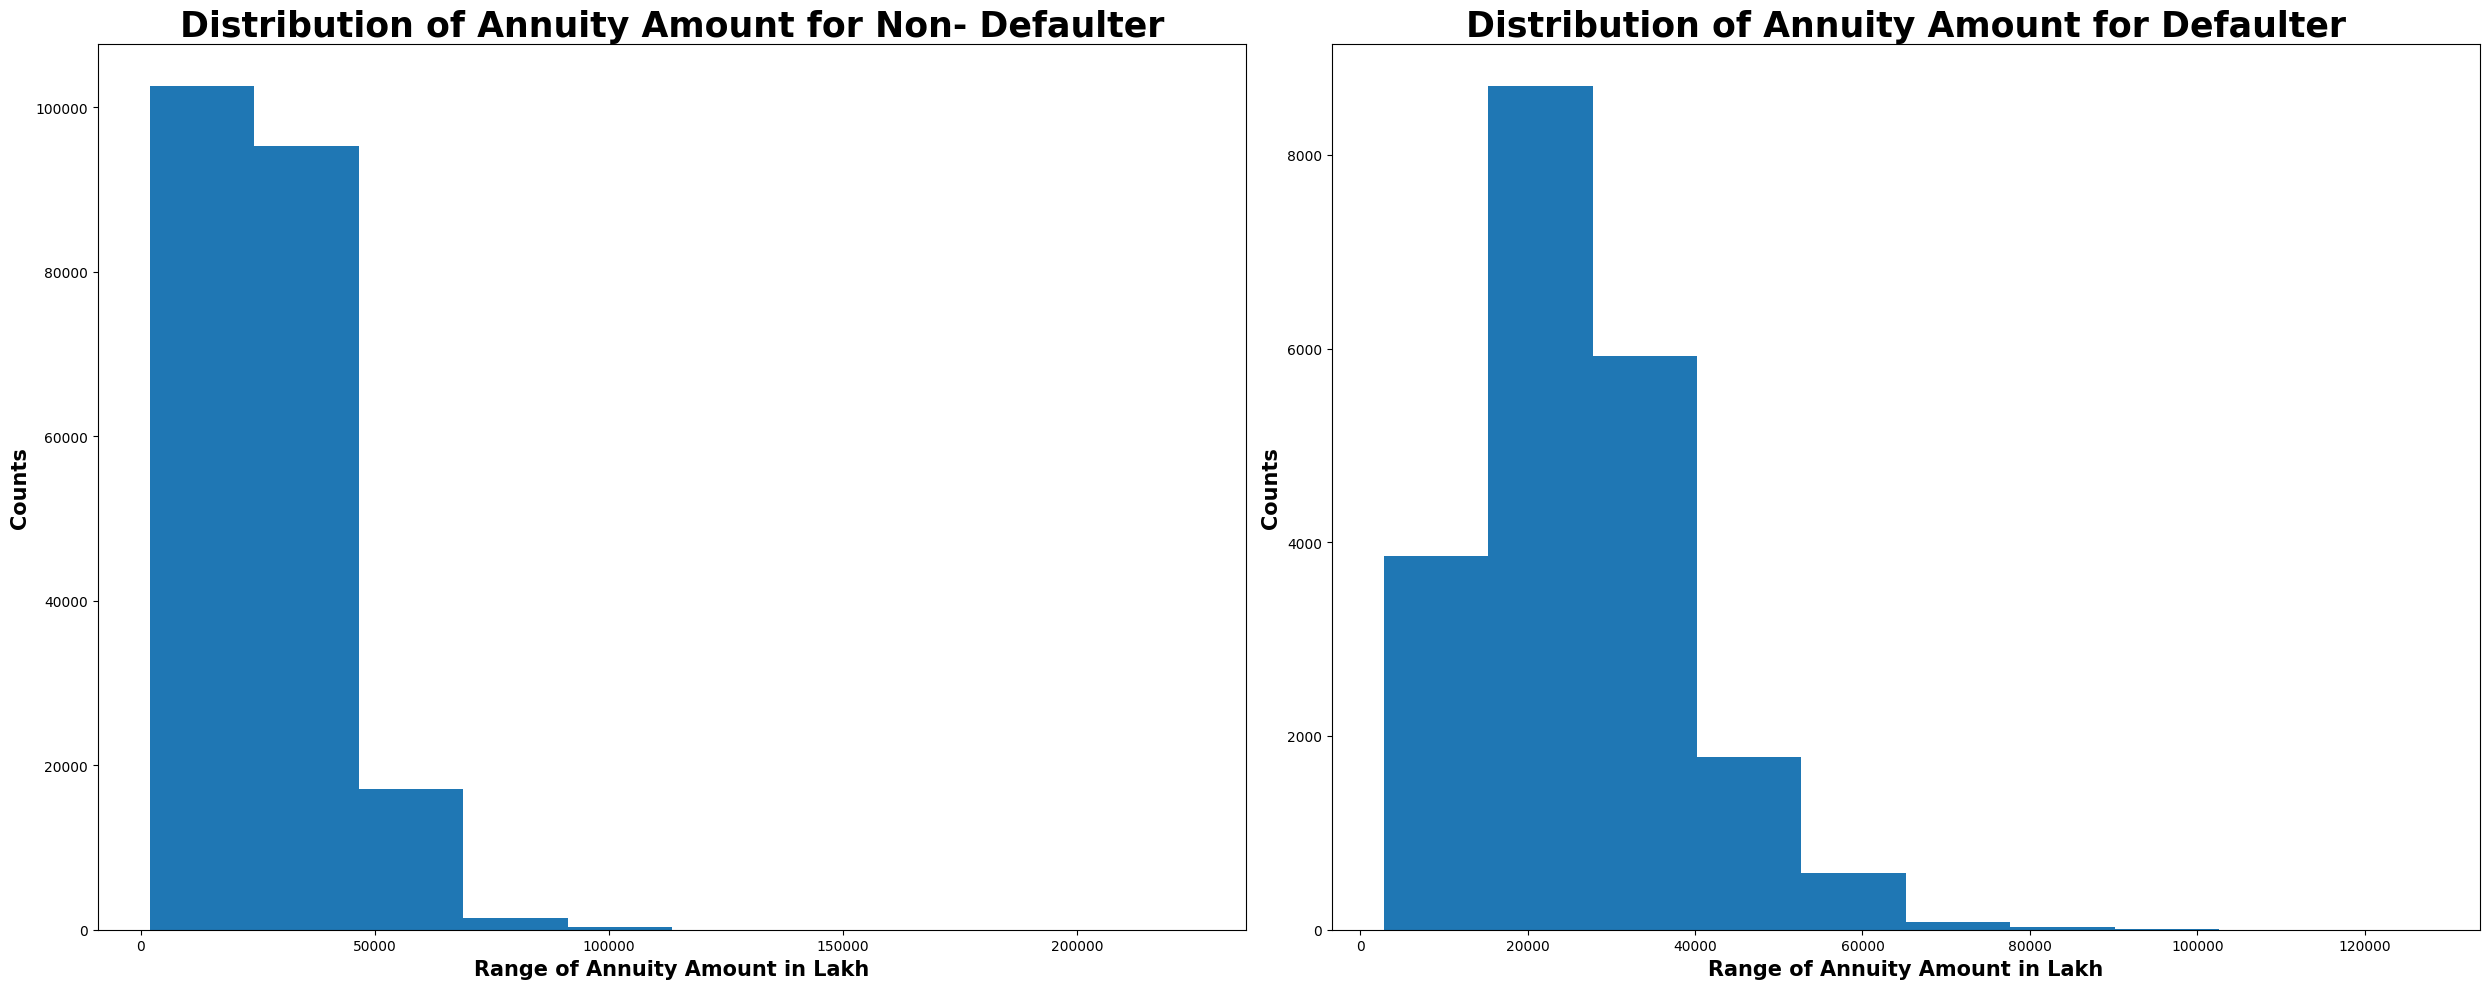 Distribution of Annuity Amount for Non- Defaulter
Counts
100000
80000
60000
40000
20000
0
0 50000 100000 150000 200000
Range of Annuity Amount in Lakh
Distribution of Annuity Amount for Defaulter
Counts
8000
6000
4000
2000
0
0 20000 40000 60000 80000 100000 120000
Range of Annuity Amount in Lakh